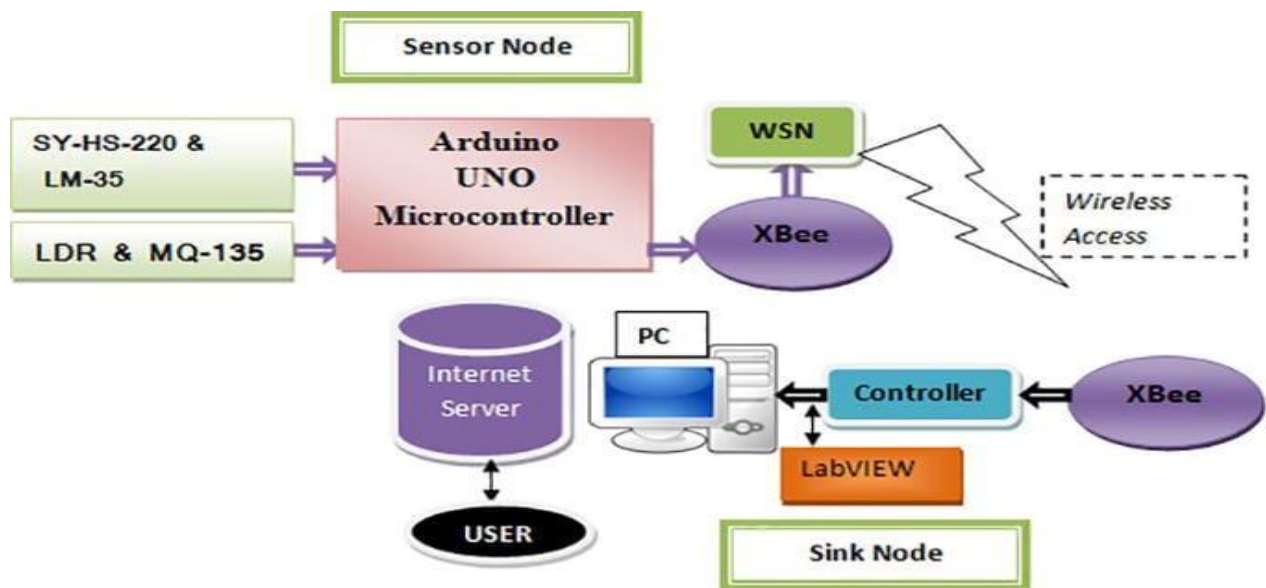 Sensor Node
SY-HS-220 &
LM-35
Arduino
UNO
Microcontroller
WSN
LDR & MQ-135
XBee
Wireless
Access
Internet
Server
PC
Controller
XBee
LabVIEW
USER
Sink Node